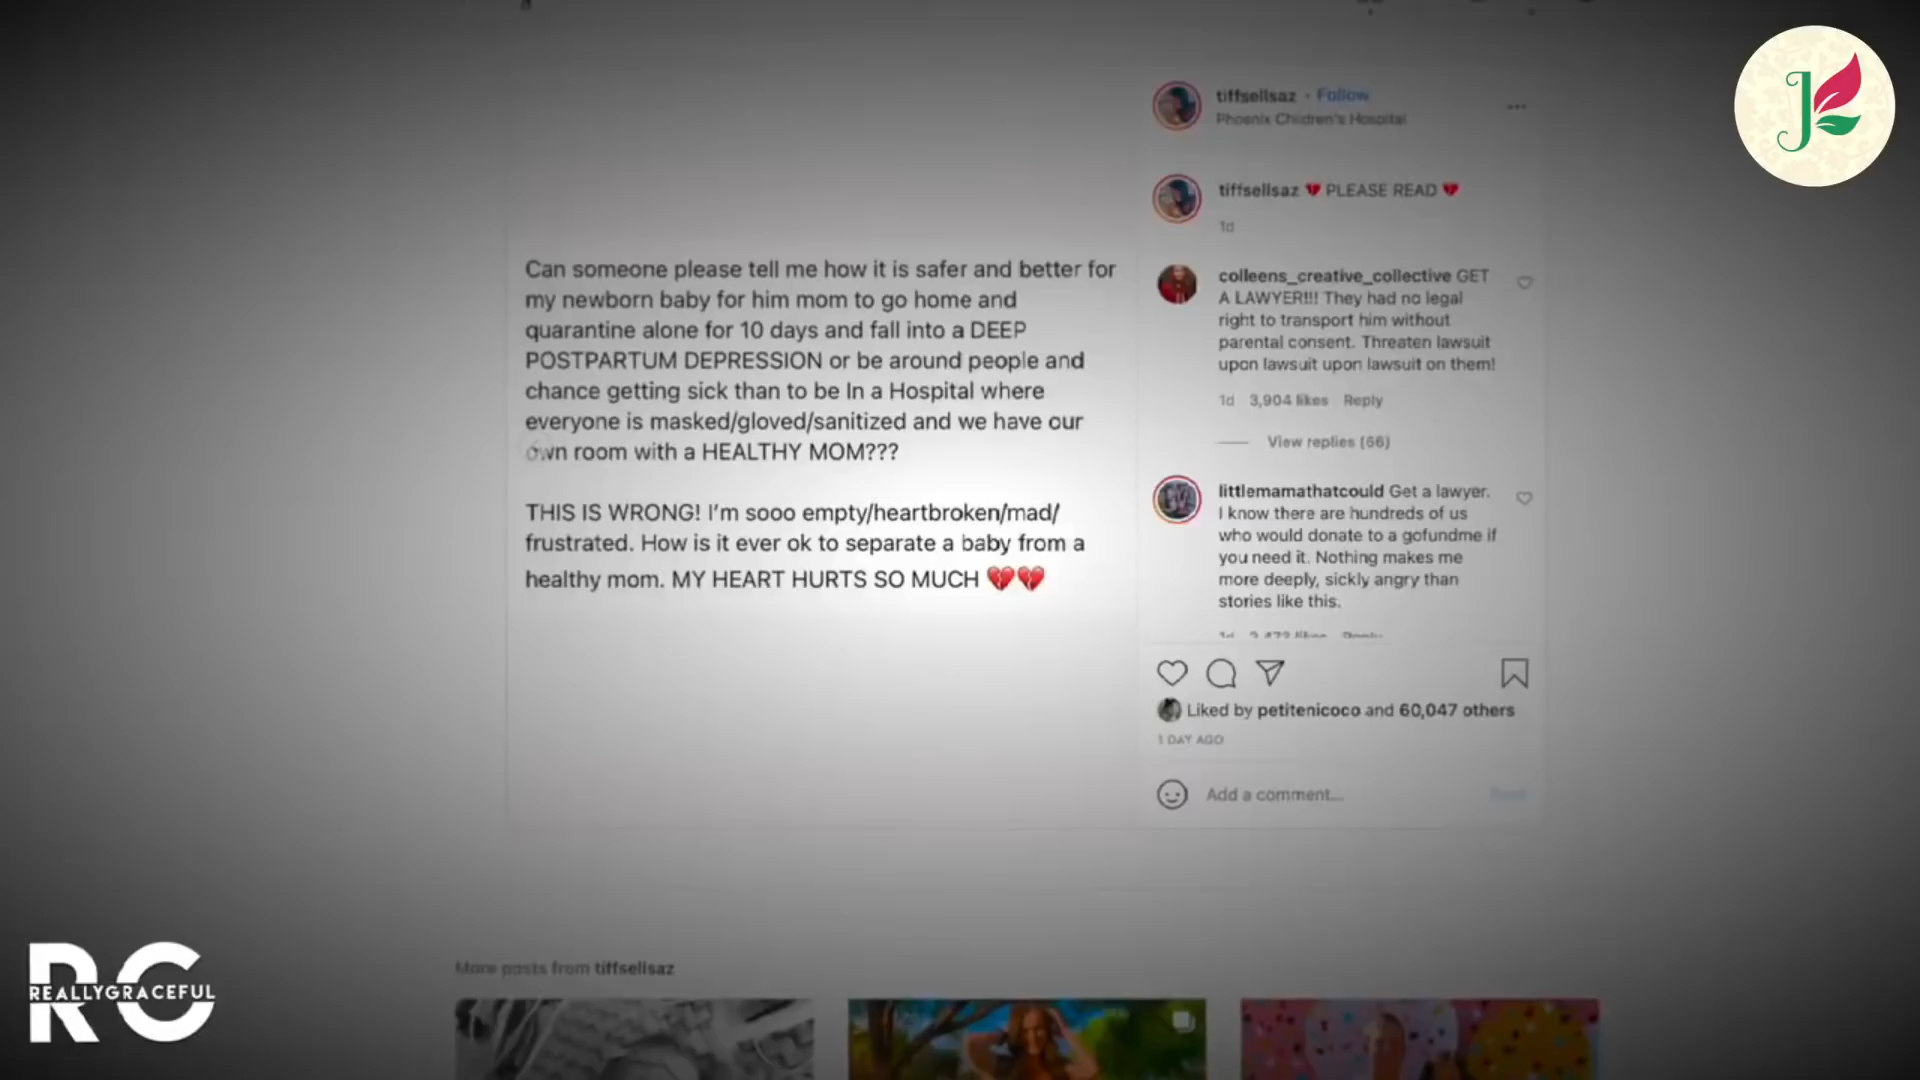 Can someone please tell me how it is safer and better for
my newborn baby for him mom to go home and
quarantine alone for 10 days and fall into a DEEP
POSTPARTUM DEPRESSION or be around people and
chance getting sick than to be In a Hospital where
everyone is masked/gloved/sanitized and we have our
own room with a HEALTHY MOM???
THIS IS WRONG! I'm sooo empty/heartbroken/mad/
frustrated. How is it ever ok to separate a baby from a
healthy mom. MY HEART HURTS SO MUCH 💔💔
tiffsellsaz • Follow
Phoenix Children's Hospital
tiffsellsaz 💔 PLEASE READ 💔
1d
colleens_creative_collective GET
A LAWYER!!! They had no legal
right to transport him without
parental consent. Threaten lawsuit
upon lawsuit upon lawsuit on them!
1d 3,904 likes Reply
View replies (66)
littlemamathatcould Get a lawyer.
I know there are hundreds of us
who would donate to a gofundme if
you need it. Nothing makes me
more deeply, sickly angry than
stories like this.
Liked by petitenicoco and 60,047 others
1 DAY AGO
Add a comment...
Post
More posts from tiffsellsaz
RG
REALLYGRACEFUL
J